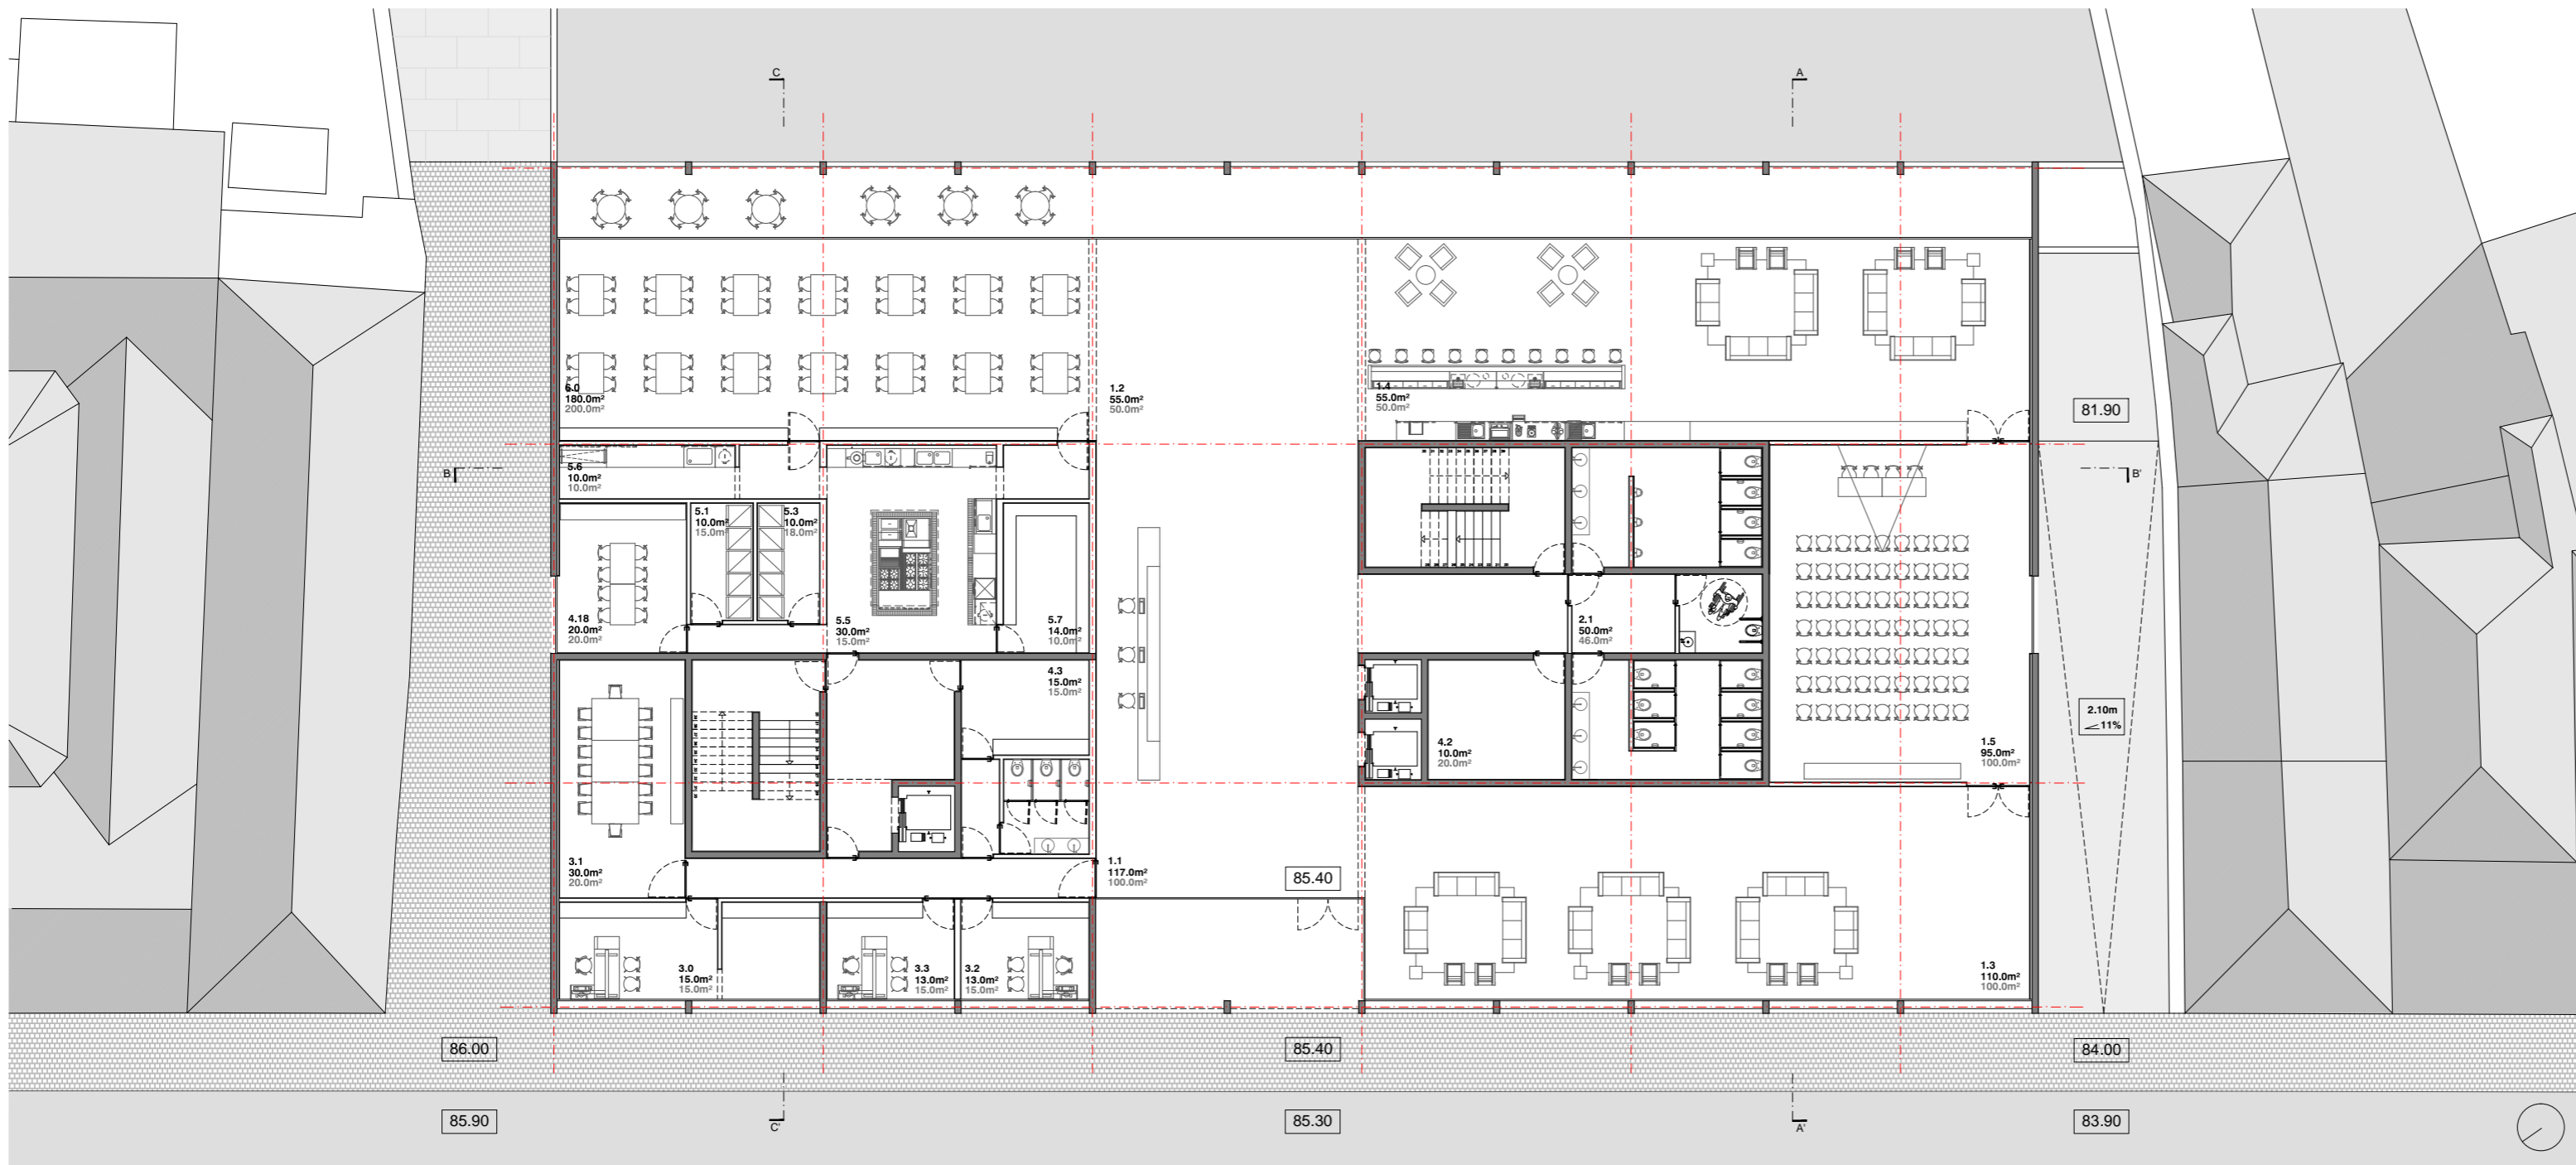 C
A
6.0
180.0m²
200.0m²
1.2
55.0m²
50.0m²
1.4
55.0m²
50.0m²
81.90
B
B'
5.6
10.0m²
10.0m²
5.1
10.0m²
15.0m²
5.3
10.0m²
18.0m²
4.18
20.0m²
20.0m²
5.5
30.0m²
15.0m²
5.7
14.0m²
10.0m²
2.1
50.0m²
46.0m²
4.3
15.0m²
15.0m²
4.2
10.0m²
20.0m²
1.5
95.0m²
100.0m²
2.10m
11%
3.1
30.0m²
20.0m²
1.1
117.0m²
100.0m²
85.40
3.0
15.0m²
15.0m²
3.3
13.0m²
15.0m²
3.2
13.0m²
15.0m²
1.3
110.0m²
100.0m²
86.00
85.40
84.00
85.90
C'
85.30
A'
83.90